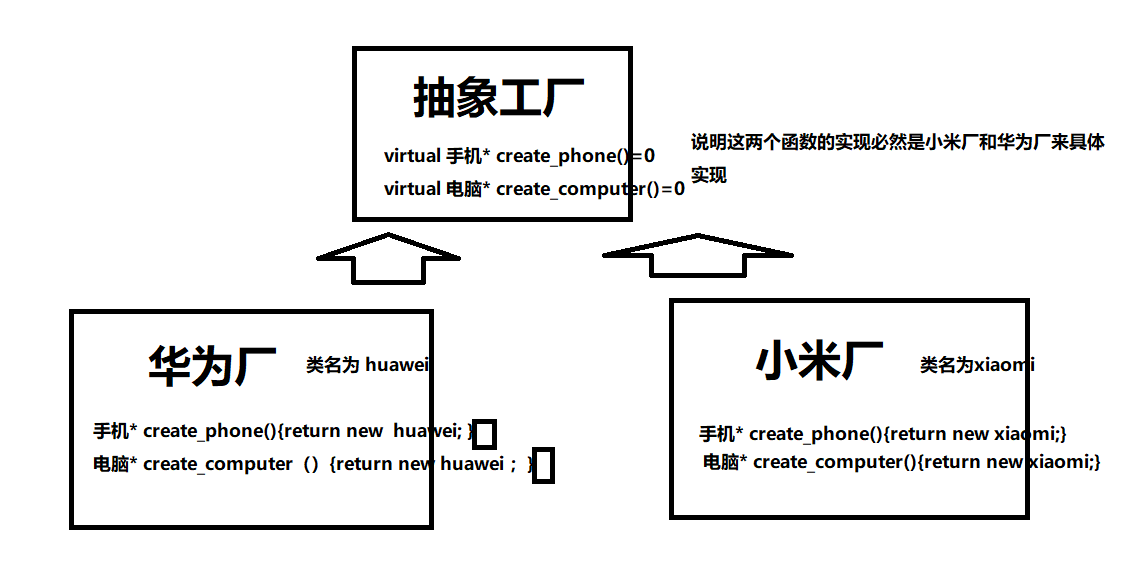 抽象工厂
virtual 手机* create_phone()=0
virtual 电脑* create_computer()=0
说明这两个函数的实现必然是小米厂和华为厂来具体
实现
华为厂
类名为 huawei
手机* create_phone(){return new  huawei; }
电脑* create_computer（）{return new huawei； }
小米厂
类名为xiaomi
手机* create_phone(){return new xiaomi;}
电脑* create_computer(){return new xiaomi;}